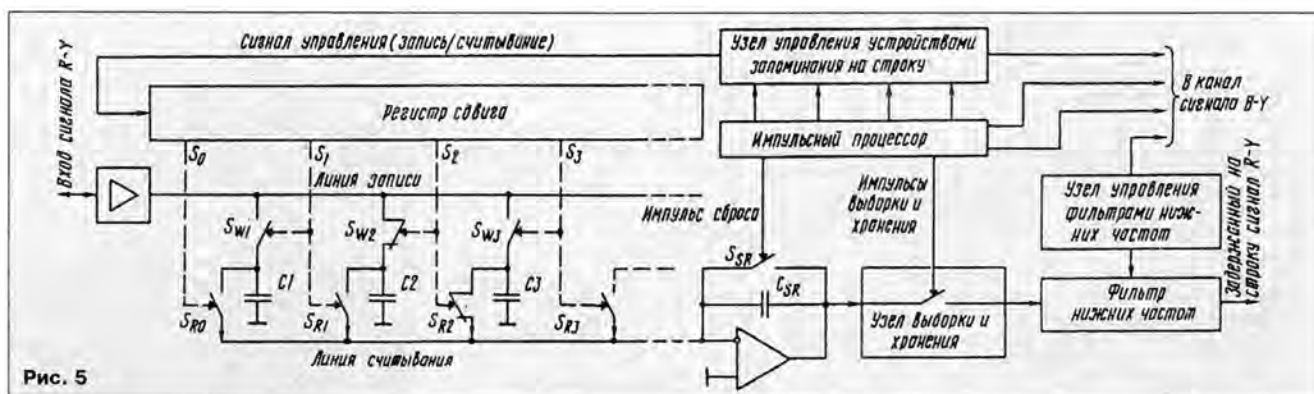 Сигнал управления (запись/считывание)
Узел управления устройствами
запоминания на строку
Вход сигнала R-Y
Регистр сдвига
Импульсный процессор
В канал
сигнала B-Y
S0
S1
S2
S3
Линия записи
Импульс сброса
Импульсы
выборки и
хранения
Узел управления
фильтрами ниж-
них частот
Задержанный на
строку сигнал R-Y
SW1
SW2
SW3
SSR
C1
C2
C3
CSR
SR0
SR1
SR2
SR3
Узел выборки и
хранения
Фильтр
нижних частот
Линия считывания
Рис. 5